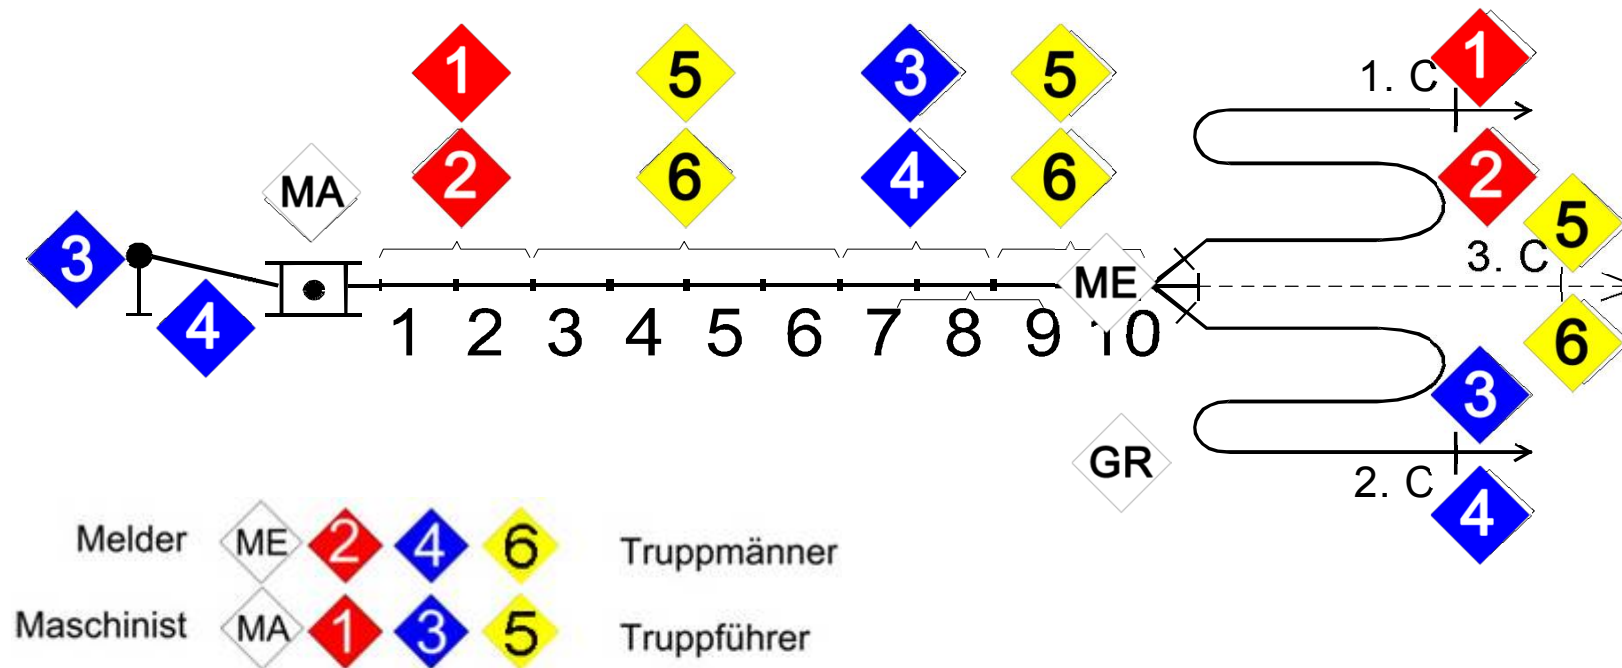 1 5 3 5 1
1. C
2 6 4 6 2
MA
3 5
3. C
ME
4 1 2 3 4 5 6 7 8 9 10 6
3
GR
2. C 4
Melder ME 2 4 6 Truppmänner
Maschinist MA 1 3 5 Truppführer